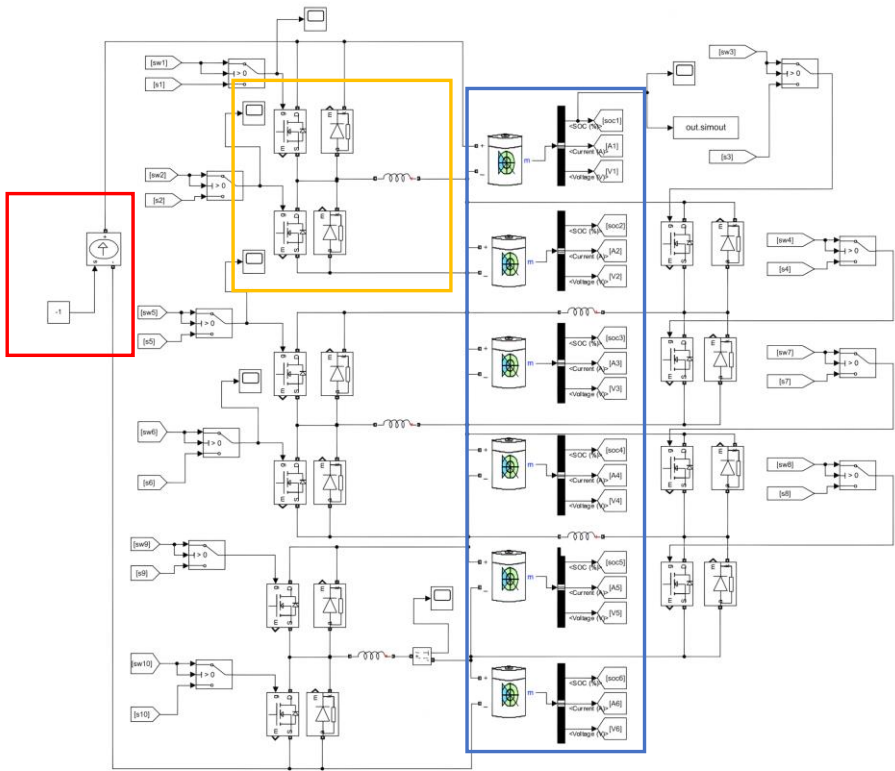 [sw1]
> 0
[s1]
[sw3]
> 0
[s3]
<SOC (%)>
[soc1]
out.simout
<Current (A)>
[A1]
<Voltage (V)>
[V1]
m
+
−
[sw2]
> 0
[s2]
<SOC (%)>
[soc2]
<Current (A)>
[A2]
<Voltage (V)>
[V2]
m
+
−
[sw4]
> 0
[s4]
-1
[sw5]
> 0
[s5]
<SOC (%)>
[soc3]
<Current (A)>
[A3]
<Voltage (V)>
[V3]
m
+
−
[sw7]
> 0
[s7]
[sw6]
> 0
[s6]
<SOC (%)>
[soc4]
<Current (A)>
[A4]
<Voltage (V)>
[V4]
m
+
−
[sw8]
> 0
[s8]
[sw9]
> 0
[s9]
<SOC (%)>
[soc5]
<Current (A)>
[A5]
<Voltage (V)>
[V5]
m
+
−
[sw10]
> 0
[s10]
<SOC (%)>
[soc6]
<Current (A)>
[A6]
<Voltage (V)>
[V6]
m
+
−